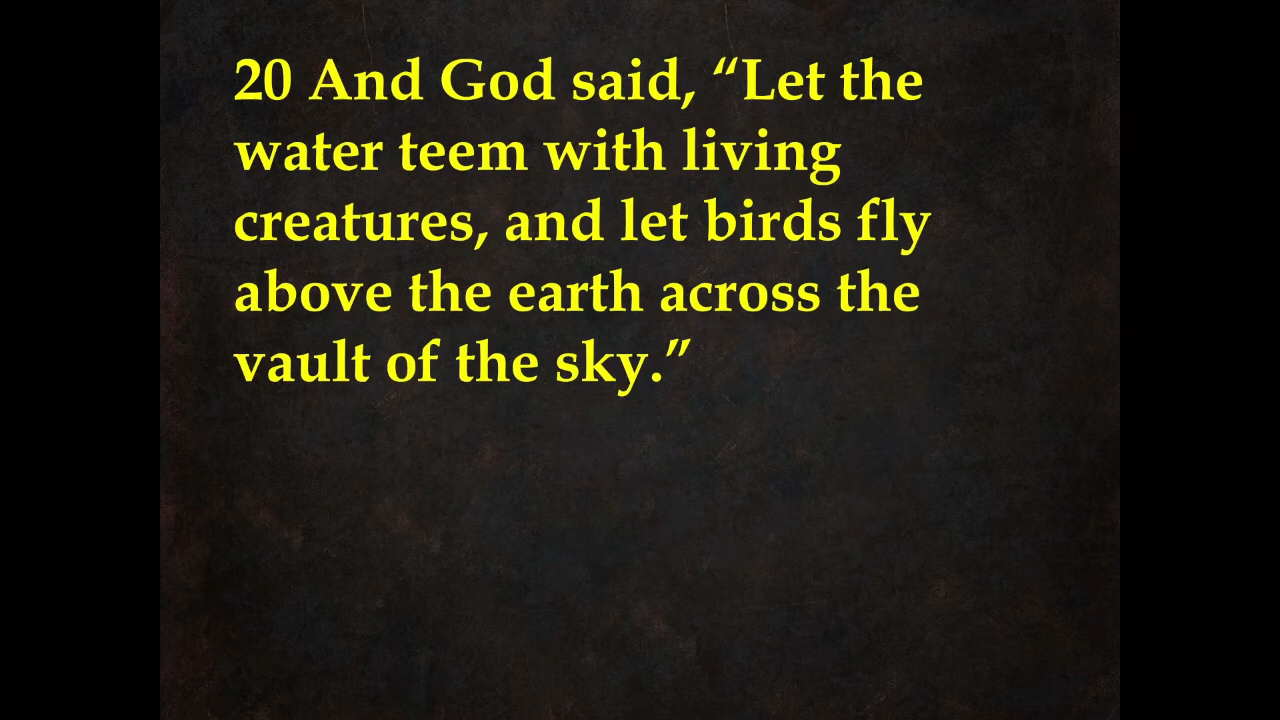 20 And God said, “Let the
water teem with living
creatures, and let birds fly
above the earth across the
vault of the sky.”